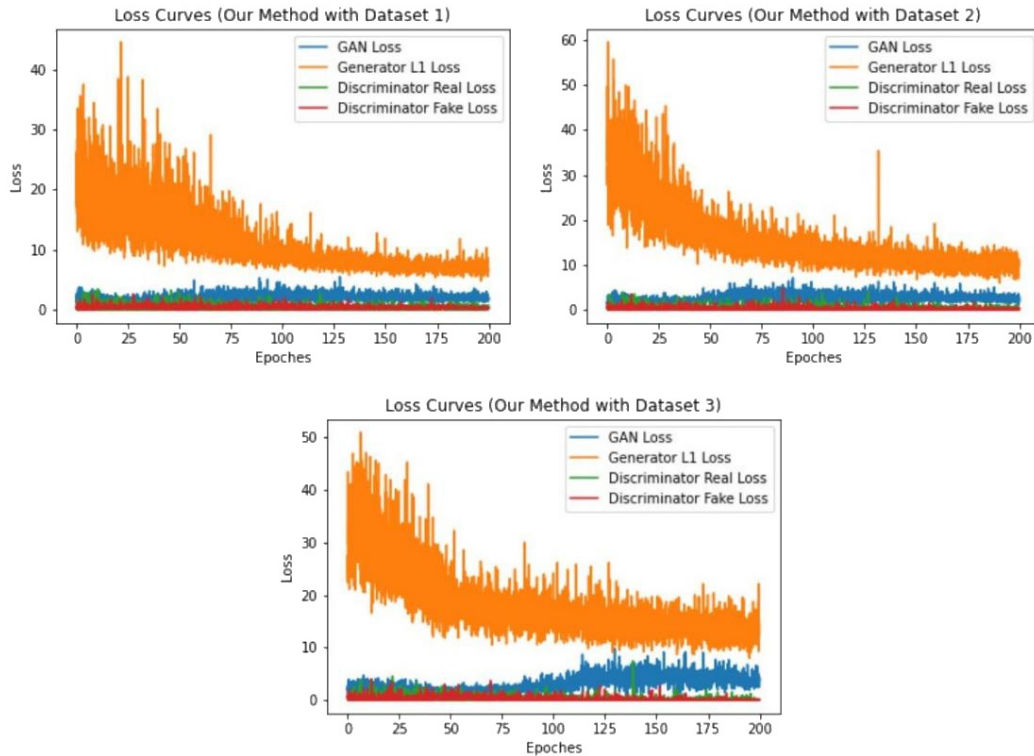 Loss Curves (Our Method with Dataset 1)
GAN Loss
Generator L1 Loss
Discriminator Real Loss
Discriminator Fake Loss
40
30
20
10
0
Loss
0 25 50 75 100 125 150 175 200
Epoches
Loss Curves (Our Method with Dataset 2)
GAN Loss
Generator L1 Loss
Discriminator Real Loss
Discriminator Fake Loss
60
50
40
30
20
10
0
Loss
0 25 50 75 100 125 150 175 200
Epoches
Loss Curves (Our Method with Dataset 3)
GAN Loss
Generator L1 Loss
Discriminator Real Loss
Discriminator Fake Loss
50
40
30
20
10
0
Loss
0 25 50 75 100 125 150 175 200
Epoches